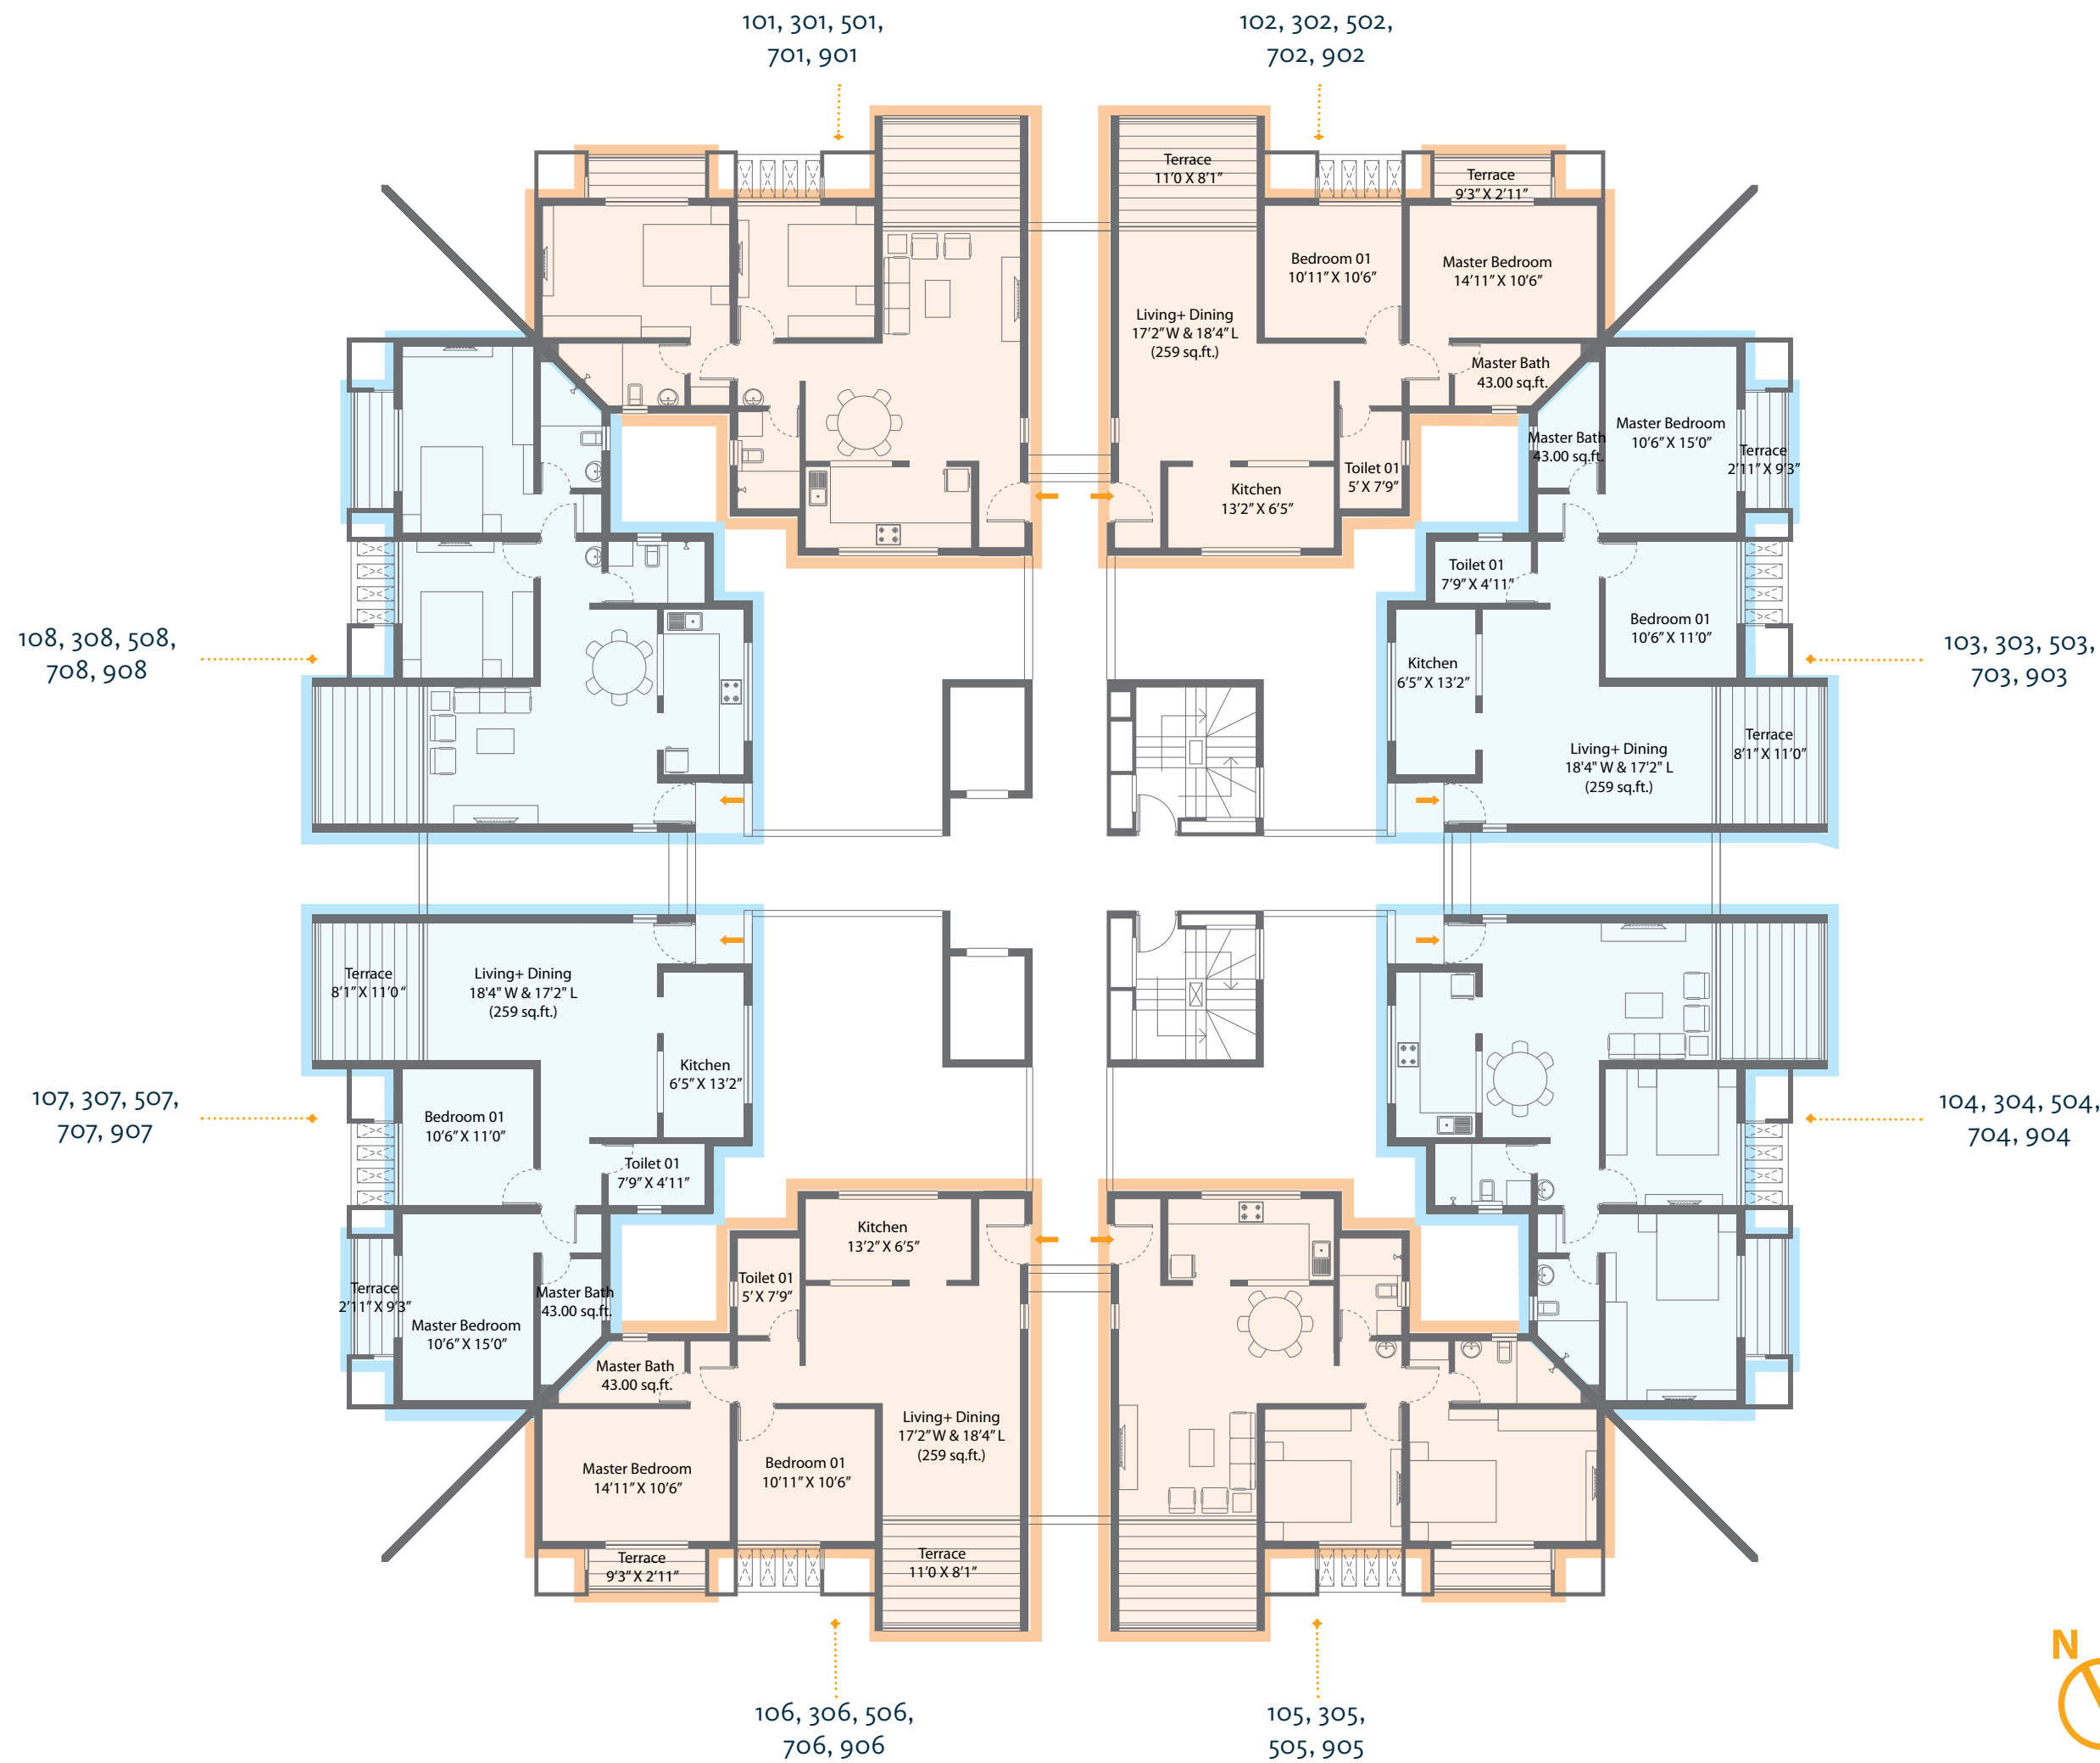 101, 301, 501,
701, 901
102, 302, 502,
702, 902
Terrace
11'0 X 8'1"
Terrace
9'3" X 2'11"
Bedroom 01
10'11" X 10'6"
Master Bedroom
14'11" X 10'6"
Living+ Dining
17'2" W & 18'4" L
(259 sq.ft.)
Master Bath
43.00 sq.ft.
Toilet 01
5' X 7'9"
Kitchen
13'2" X 6'5"
Master Bedroom
10'6" X 15'0"
Master Bath
43.00 sq.ft.
Terrace
2'11" X 9'3"
Toilet 01
7'9" X 4'11"
Bedroom 01
10'6" X 11'0"
Kitchen
6'5" X 13'2"
Living+ Dining
18'4" W & 17'2" L
(259 sq.ft.)
Terrace
8'1" X 11'0"
108, 308, 508,
708, 908
103, 303, 503,
703, 903
Terrace
8'1" X 11'0"
Living+ Dining
18'4" W & 17'2" L
(259 sq.ft.)
Kitchen
6'5" X 13'2"
Bedroom 01
10'6" X 11'0"
Toilet 01
7'9" X 4'11"
Terrace
2'11" X 9'3"
Master Bedroom
10'6" X 15'0"
Master Bath
43.00 sq.ft.
107, 307, 507,
707, 907
104, 304, 504,
704, 904
Kitchen
13'2" X 6'5"
Toilet 01
5' X 7'9"
Master Bath
43.00 sq.ft.
Living+ Dining
17'2" W & 18'4" L
(259 sq.ft.)
Master Bedroom
14'11" X 10'6"
Bedroom 01
10'11" X 10'6"
Terrace
9'3" X 2'11"
Terrace
11'0 X 8'1"
106, 306, 506,
706, 906
105, 305,
505, 905
N